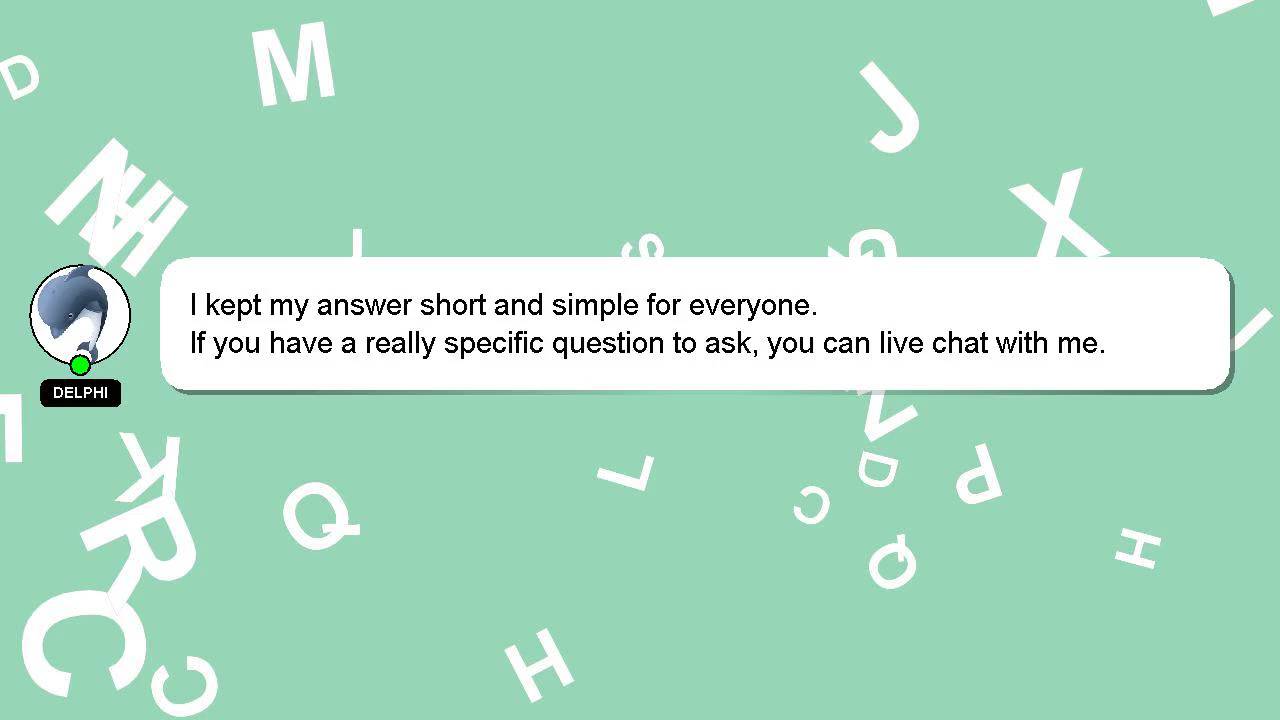 I kept my answer short and simple for everyone.
If you have a really specific question to ask, you can live chat with me.
DELPHI